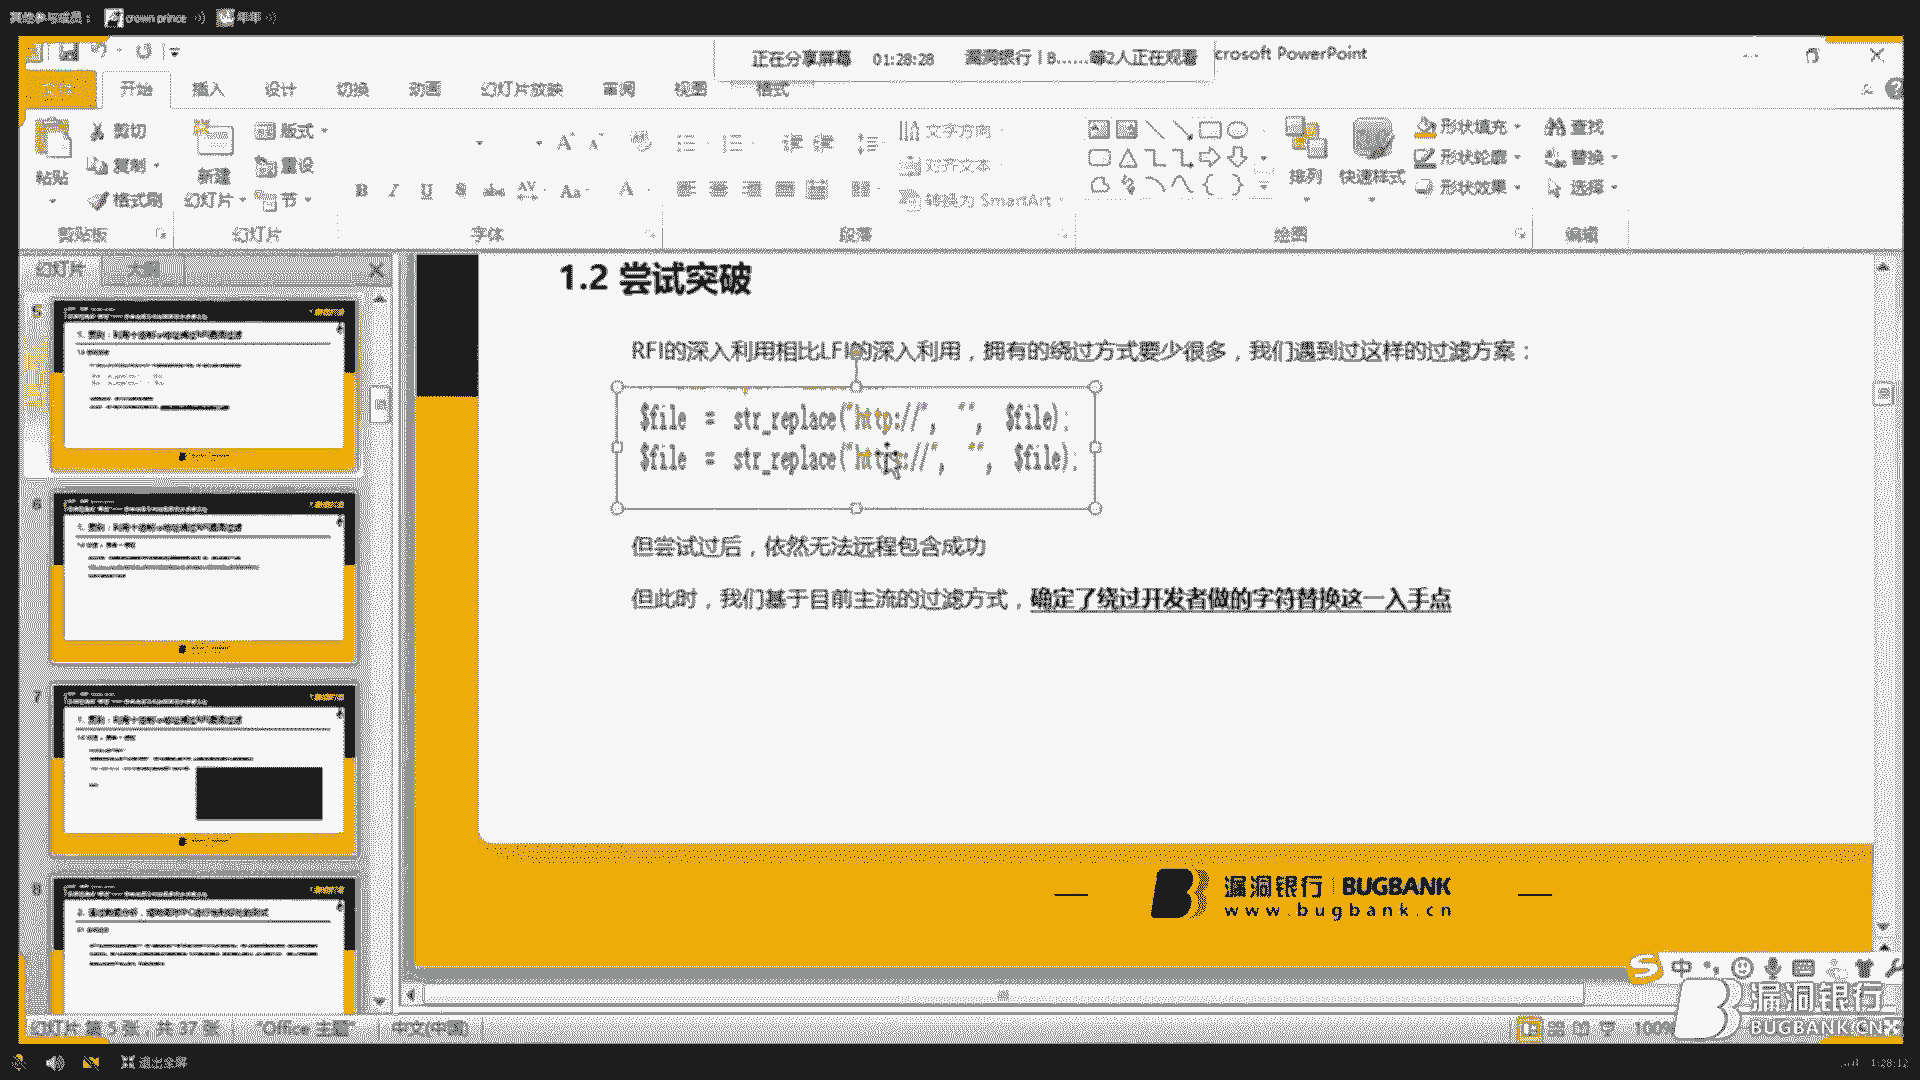 其他参与成员： crown prince 年年
正在分享屏幕 01:28:28 漏洞银行丨B......等2人正在观看
crosoft PowerPoint
文件 开始 插入 设计 切换 动画 幻灯片放映 审阅 视图 格式
粘贴 剪切 复制 格式刷
剪贴板
新建 幻灯片 版式 重设 节
幻灯片
B I U S abc AV Aa A
字体
文字方向
对齐文本
转换为 SmartArt
段落
排列 快速样式 形状填充 形状轮廓 形状效果
绘图
查找
替换
选择
编辑
幻灯片 大纲
5
6
7
8
1.2 尝试突破
RFI的深入利用相比LFI的深入利用，拥有的绕过方式要少很多，我们遇到过这样的过滤方案：
$file = str_replace("http://", "", $file);
$file = str_replace("https://", "", $file);
但尝试过后，依然无法远程包含成功
但此时，我们基于目前主流的过滤方式，确定了绕过开发者做的字符替换这一入手点
漏洞银行 | BUGBANK
www.bugbank.cn
中
漏洞银行
BUGBANK.CN
幻灯片 第 5 张，共 37 张 "Office 主题" 中文(中国) 100%
退出全屏
1:28:12